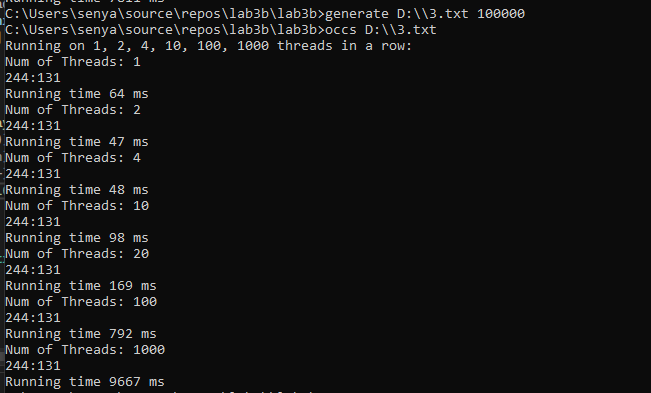 Running time 7811 ms
C:\Users\senya\source\repos\lab3b\lab3b>generate D:\\3.txt 100000
C:\Users\senya\source\repos\lab3b\lab3b>occs D:\\3.txt
Running on 1, 2, 4, 10, 100, 1000 threads in a row:
Num of Threads: 1
244:131
Running time 64 ms
Num of Threads: 2
244:131
Running time 47 ms
Num of Threads: 4
244:131
Running time 48 ms
Num of Threads: 10
244:131
Running time 98 ms
Num of Threads: 20
244:131
Running time 169 ms
Num of Threads: 100
244:131
Running time 792 ms
Num of Threads: 1000
244:131
Running time 9667 ms